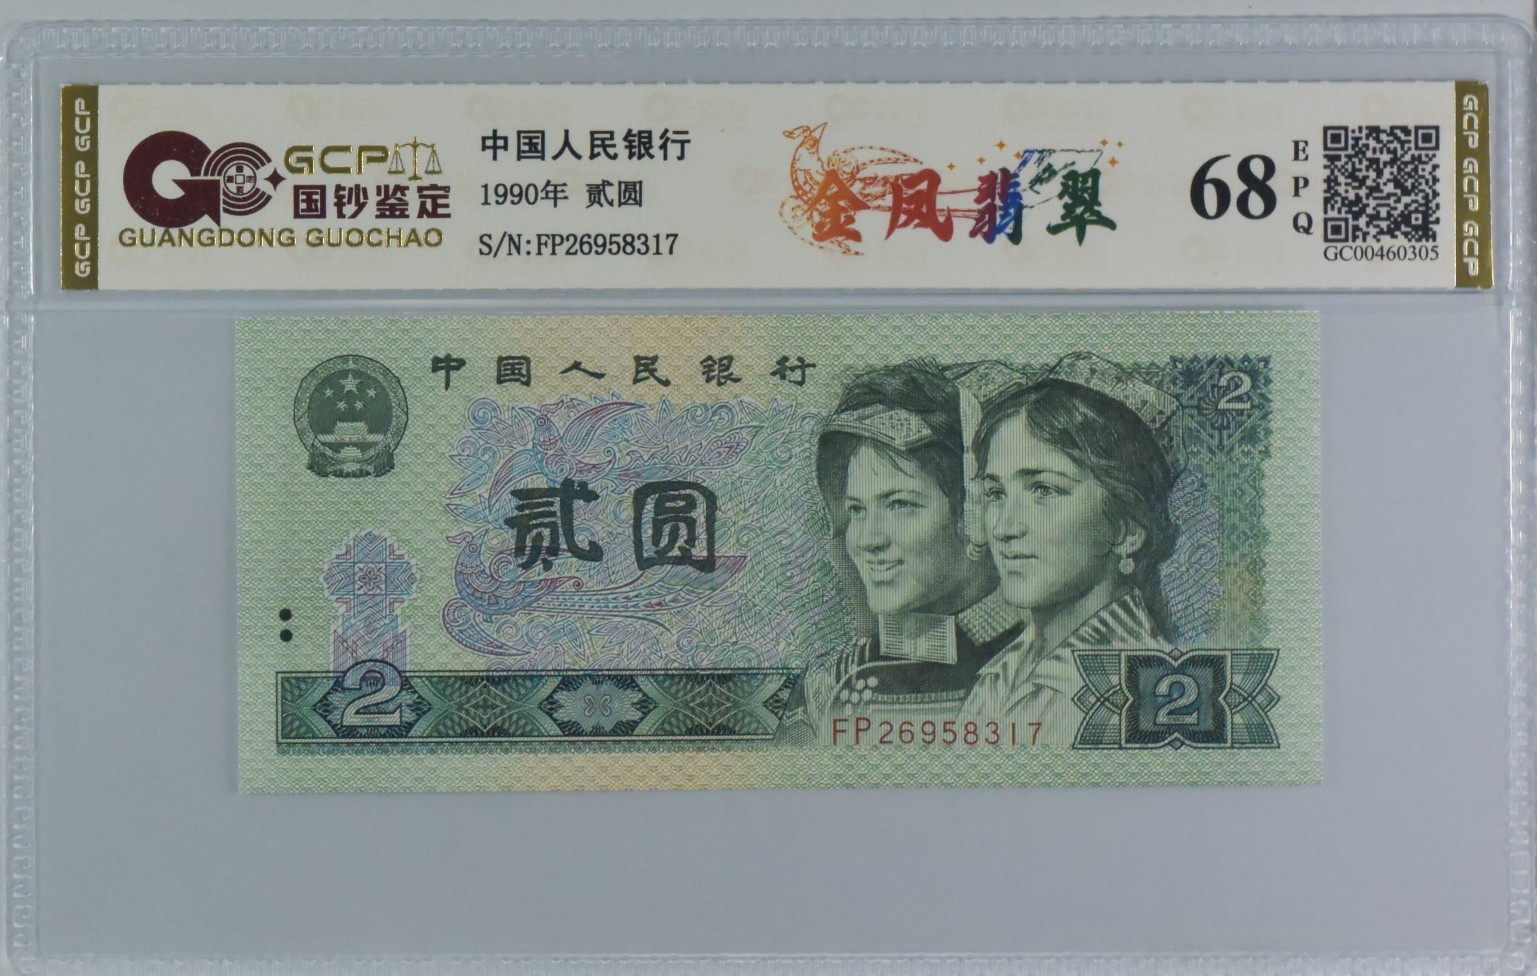 GCP GCP GCP
GCP
国钞鉴定
GUANGDONG GUOCHAO
中国人民银行
1990年 贰圆
S/N:FP26958317
金凤翡翠
68
EPQ
GC00460305
GCP GCP GCP
中国人民银行
2
贰圆
2
FP26958317
2